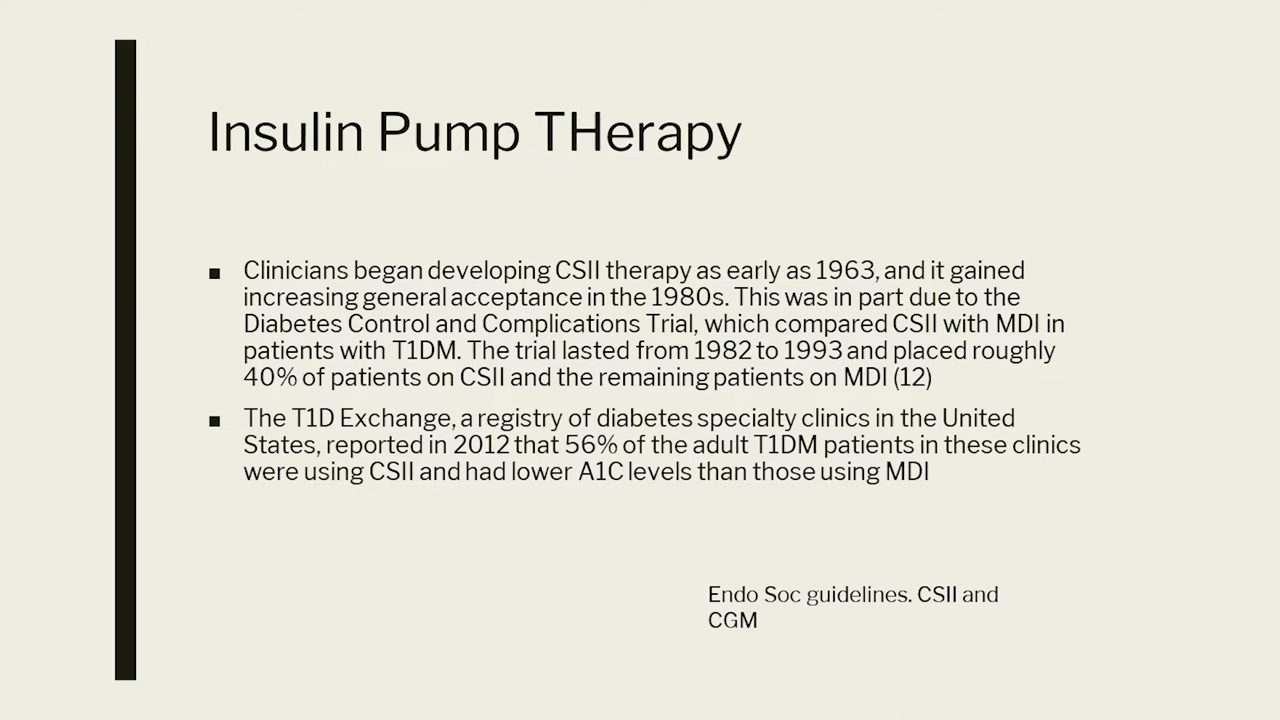 Insulin Pump THerapy
■ Clinicians began developing CSII therapy as early as 1963, and it gained
increasing general acceptance in the 1980s. This was in part due to the
Diabetes Control and Complications Trial, which compared CSII with MDI in
patients with T1DM. The trial lasted from 1982 to 1993 and placed roughly
40% of patients on CSII and the remaining patients on MDI (12)
■ The T1D Exchange, a registry of diabetes specialty clinics in the United
States, reported in 2012 that 56% of the adult T1DM patients in these clinics
were using CSII and had lower A1C levels than those using MDI
Endo Soc guidelines. CSII and
CGM